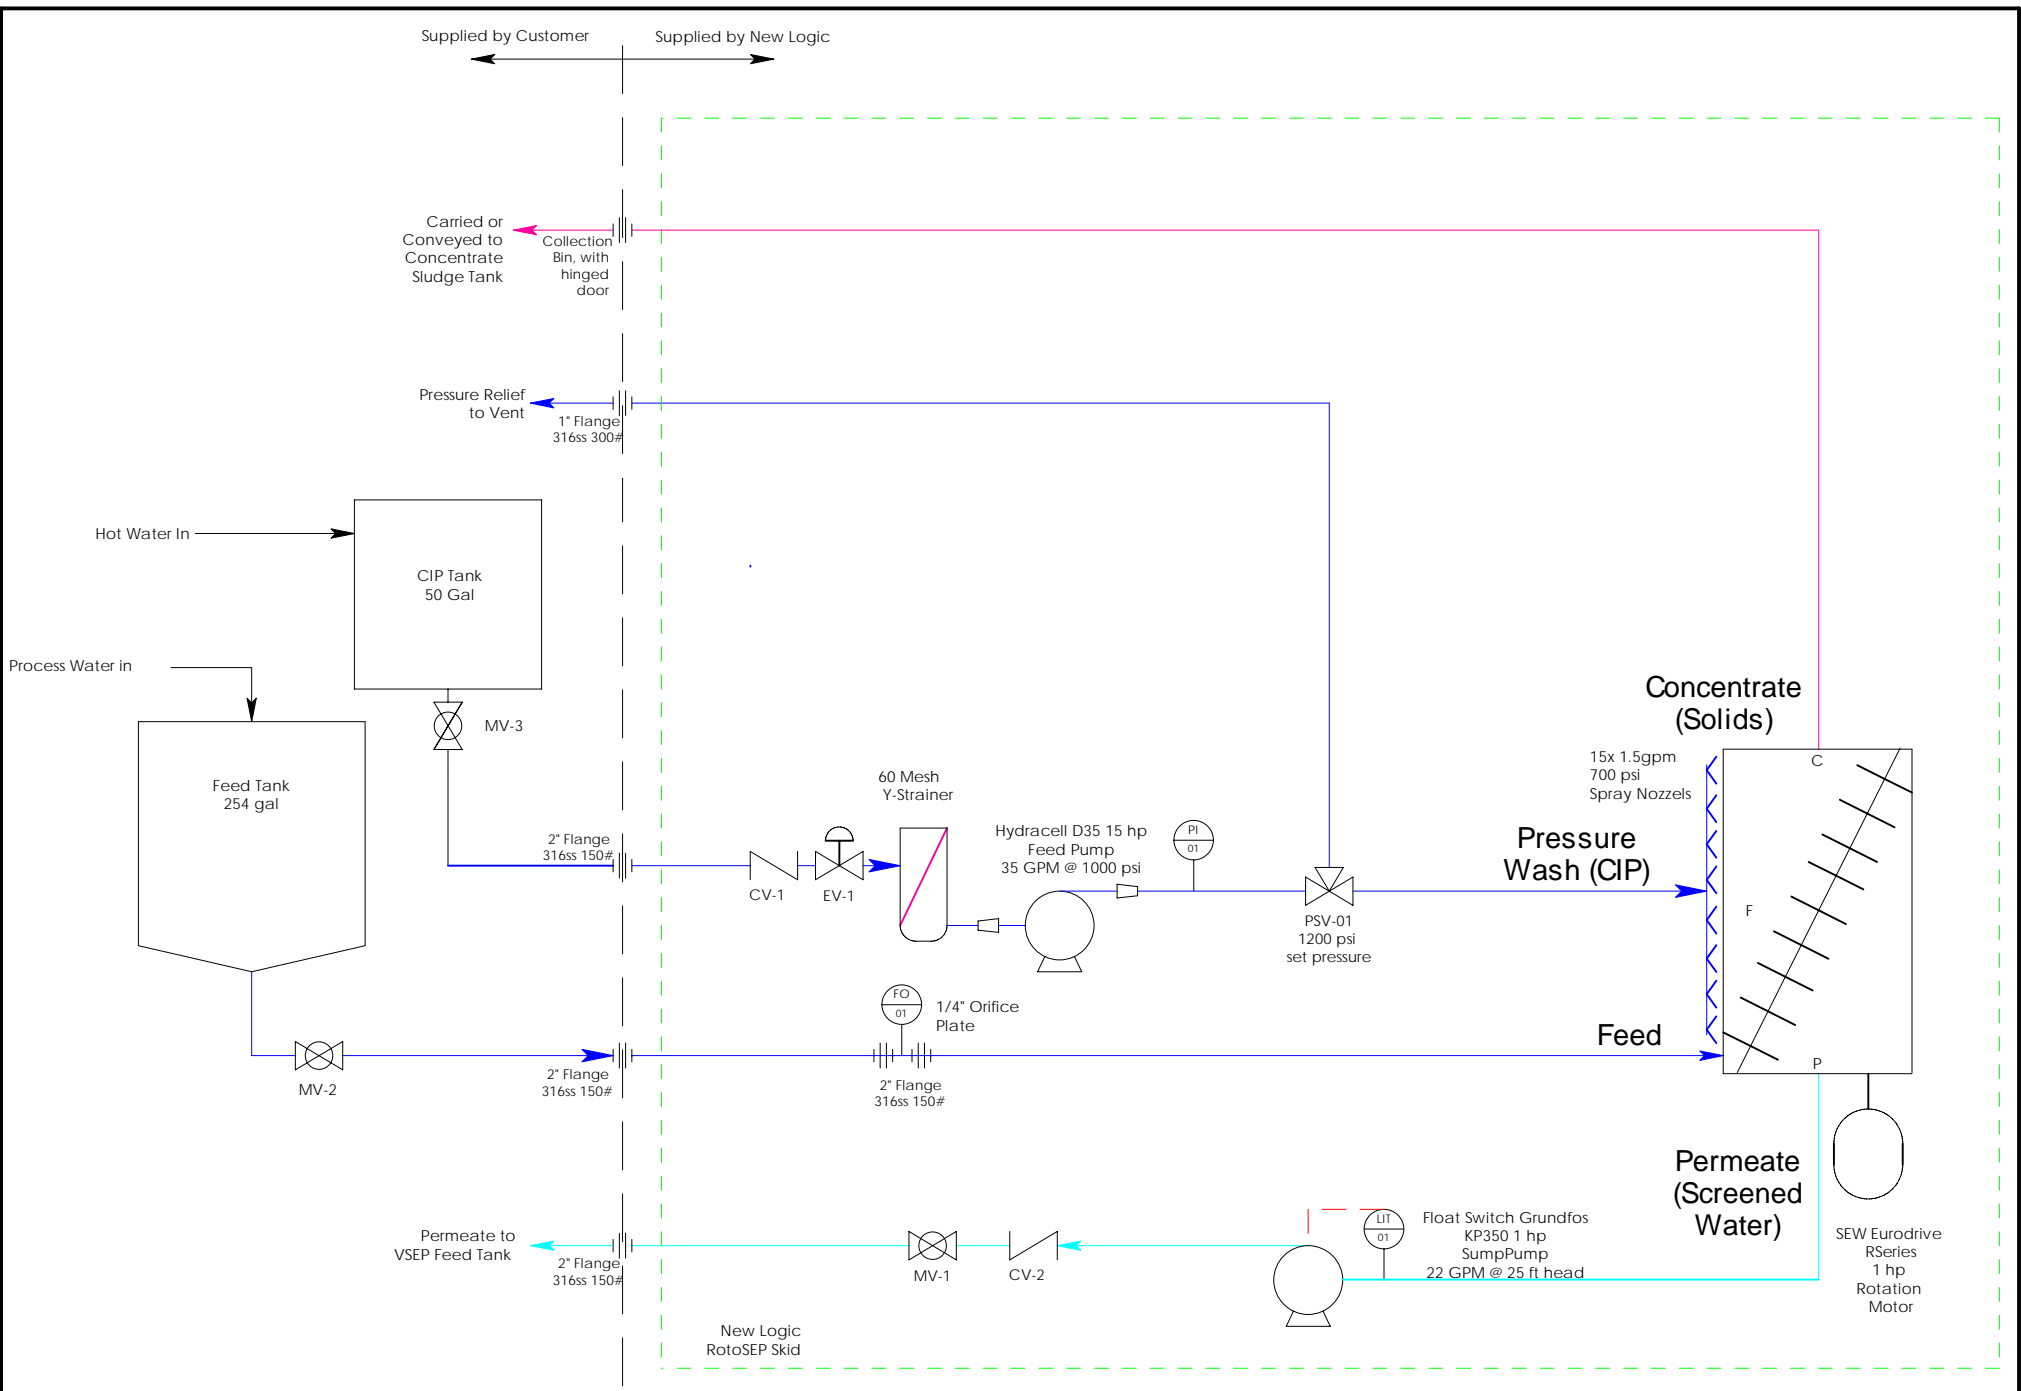 Supplied by Customer
Supplied by New Logic
Carried or
Conveyed to
Concentrate
Sludge Tank
Collection
Bin, with
hinged
door
Pressure Relief
to Vent
1" Flange
316ss 300#
Hot Water In
CIP Tank
50 Gal
Process Water in
MV-3
Feed Tank
254 gal
2" Flange
316ss 150#
CV-1
EV-1
60 Mesh
Y-Strainer
Hydracell D35 15 hp
Feed Pump
35 GPM @ 1000 psi
PI
01
PSV-01
1200 psi
set pressure
Pressure
Wash (CIP)
Concentrate
(Solids)
15x 1.5gpm
700 psi
Spray Nozzels
C
F
P
MV-2
2" Flange
316ss 150#
FO
01
1/4" Orifice
Plate
2" Flange
316ss 150#
Feed
Permeate
(Screened
Water)
SEW Eurodrive
RSeries
1 hp
Rotation
Motor
Permeate to
VSEP Feed Tank
2" Flange
316ss 150#
MV-1
CV-2
LIT
01
Float Switch Grundfos
KP350 1 hp
SumpPump
22 GPM @ 25 ft head
New Logic
RotoSEP Skid